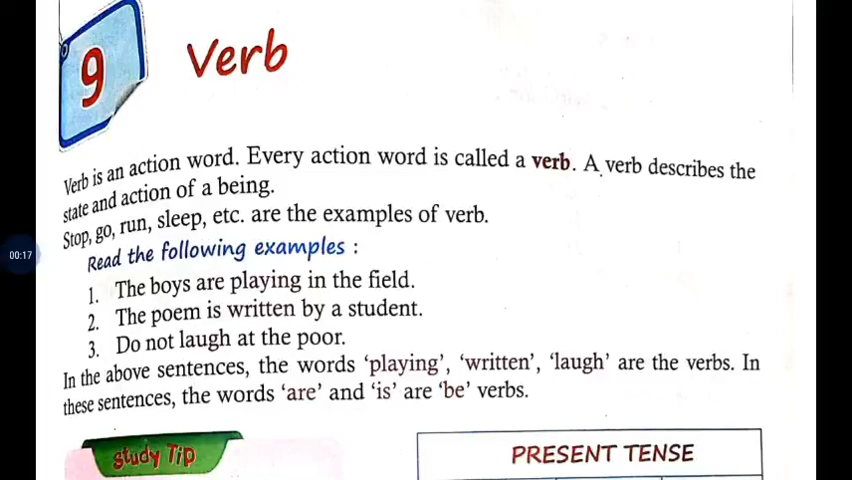 9
Verb
Verb is an action word. Every action word is called a verb. A verb describes the
state and action of a being.
Stop, go, run, sleep, etc. are the examples of verb.
Read the following examples :
1. The boys are playing in the field.
2. The poem is written by a student.
3. Do not laugh at the poor.
In the above sentences, the words ‘playing’, ‘written’, ‘laugh’ are the verbs. In
these sentences, the words ‘are’ and ‘is’ are ‘be’ verbs.
Study Tip
PRESENT TENSE
00:17